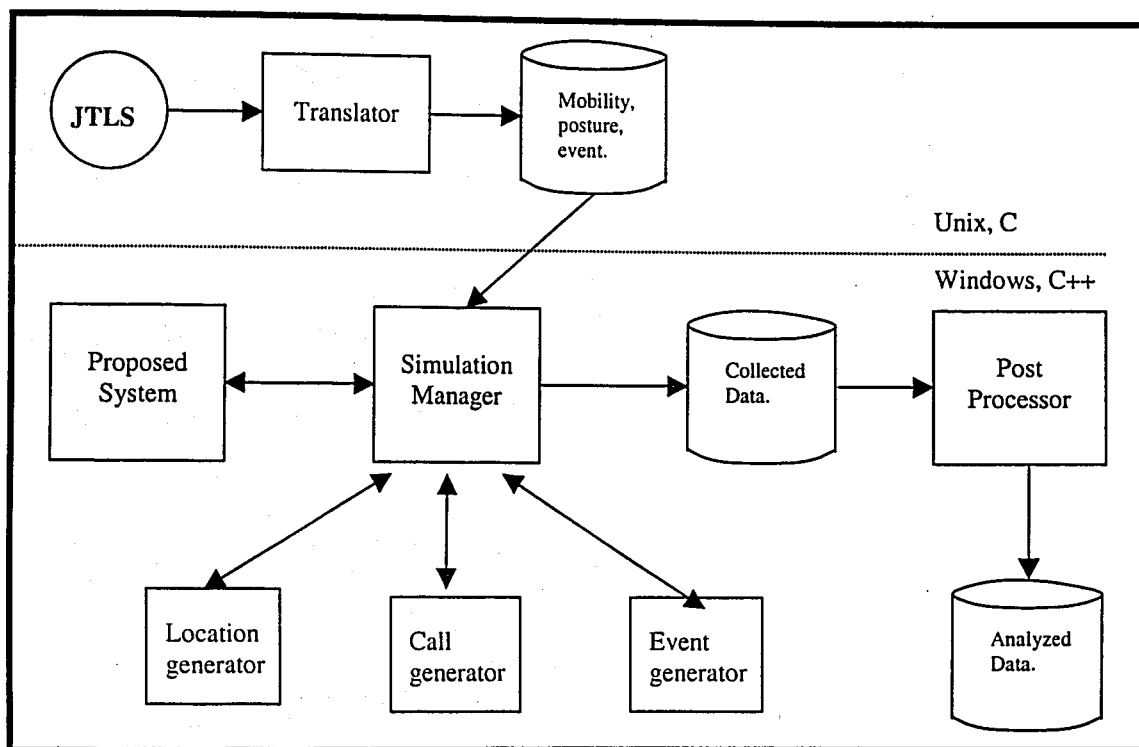 JTLS
Translator
Mobility,
posture,
event.
Unix, C
Windows, C++
Proposed
System
Simulation
Manager
Collected
Data.
Post
Processor
Location
generator
Call
generator
Event
generator
Analyzed
Data.